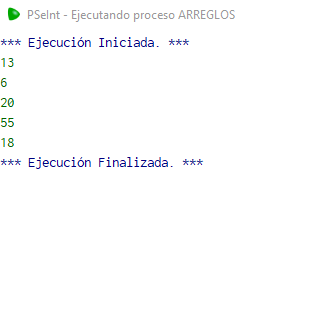 PSeInt - Ejecutando proceso ARREGLOS
*** Ejecución Iniciada. ***
13
6
20
55
18
*** Ejecución Finalizada. ***